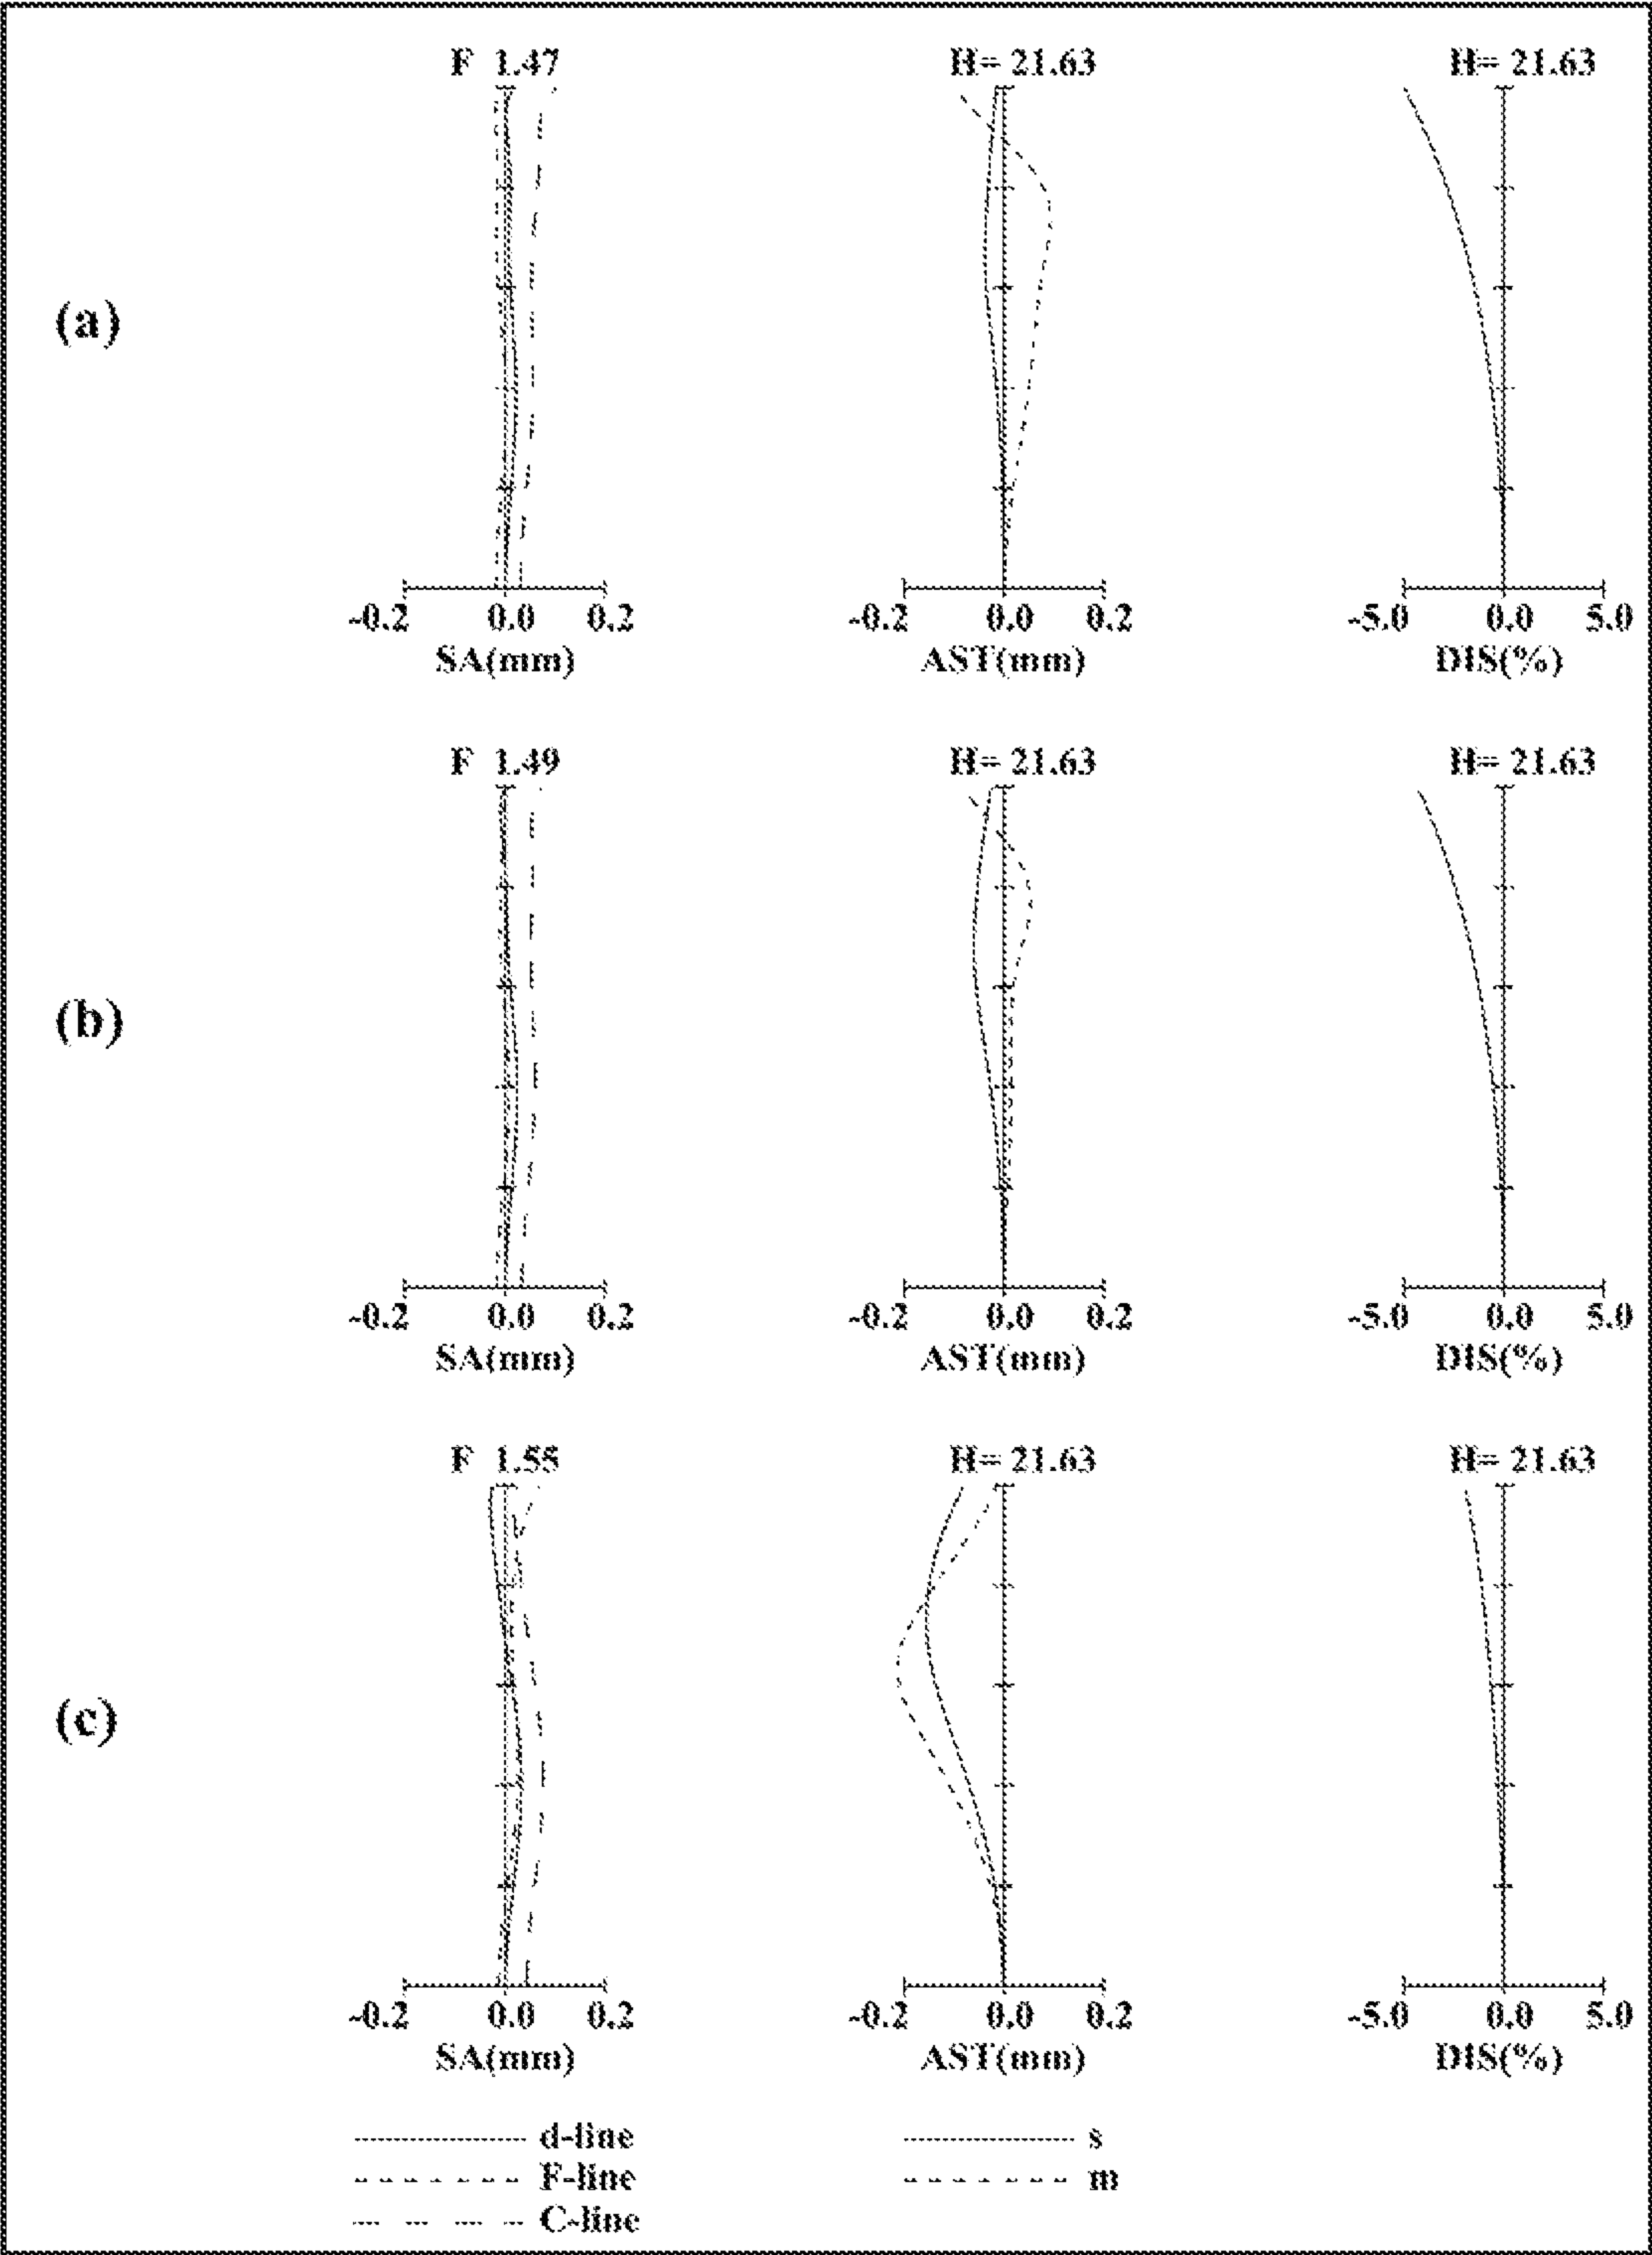 F 1.47 H= 21.63 H= 21.63
(a)
-0.2 0.0 0.2 -0.2 0.0 0.2 -5.0 0.0 5.0
SA(mm) AST(mm) DIS(%)
F 1.49 H= 21.63 H= 21.63
(b)
-0.2 0.0 0.2 -0.2 0.0 0.2 -5.0 0.0 5.0
SA(mm) AST(mm) DIS(%)
F 1.55 H= 21.63 H= 21.63
(c)
-0.2 0.0 0.2 -0.2 0.0 0.2 -5.0 0.0 5.0
SA(mm) AST(mm) DIS(%)
d-line s
F-line m
C-line